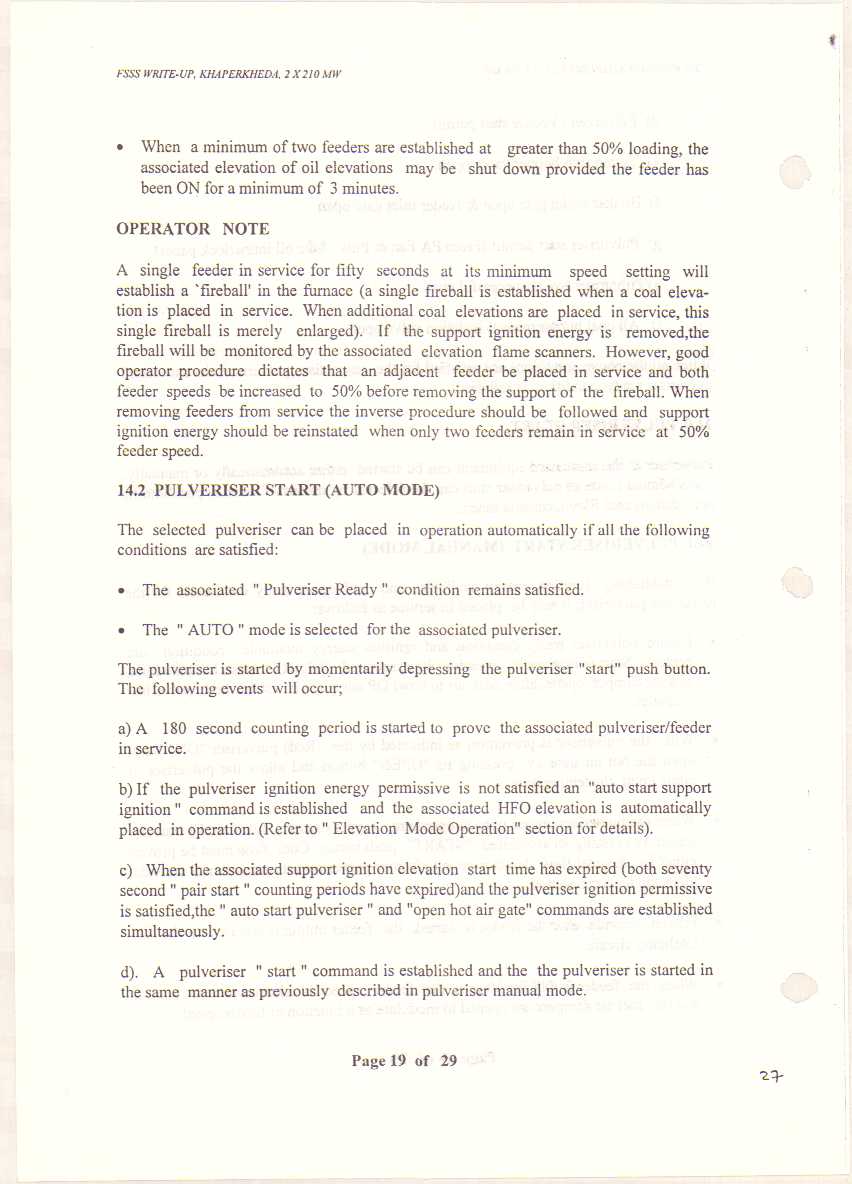 FSSS WRITE-UP, KHAPERKHEDA, 2 X 210 MW
• When a minimum of two feeders are established at greater than 50% loading, the
associated elevation of oil elevations may be shut down provided the feeder has
been ON for a minimum of 3 minutes.
OPERATOR NOTE
A single feeder in service for fifty seconds at its minimum speed setting will
establish a `fireball' in the furnace (a single fireball is established when a coal eleva-
tion is placed in service. When additional coal elevations are placed in service, this
single fireball is merely enlarged). If the support ignition energy is removed,the
fireball will be monitored by the associated elevation flame scanners. However, good
operator procedure dictates that an adjacent feeder be placed in service and both
feeder speeds be increased to 50% before removing the support of the fireball. When
removing feeders from service the inverse procedure should be followed and support
ignition energy should be reinstated when only two feeders remain in service at 50%
feeder speed.
14.2 PULVERISER START (AUTO MODE)
The selected pulveriser can be placed in operation automatically if all the following
conditions are satisfied:
• The associated " Pulveriser Ready " condition remains satisfied.
• The " AUTO " mode is selected for the associated pulveriser.
The pulveriser is started by momentarily depressing the pulveriser "start" push button.
The following events will occur;
a) A 180 second counting period is started to prove the associated pulveriser/feeder
in service.
b) If the pulveriser ignition energy permissive is not satisfied an "auto start support
ignition " command is established and the associated HFO elevation is automatically
placed in operation. (Refer to " Elevation Mode Operation" section for details).
c) When the associated support ignition elevation start time has expired (both seventy
second " pair start " counting periods have expired)and the pulveriser ignition permissive
is satisfied,the " auto start pulveriser " and "open hot air gate" commands are established
simultaneously.
d). A pulveriser " start " command is established and the the pulveriser is started in
the same manner as previously described in pulveriser manual mode.
Page 19 of 29
27